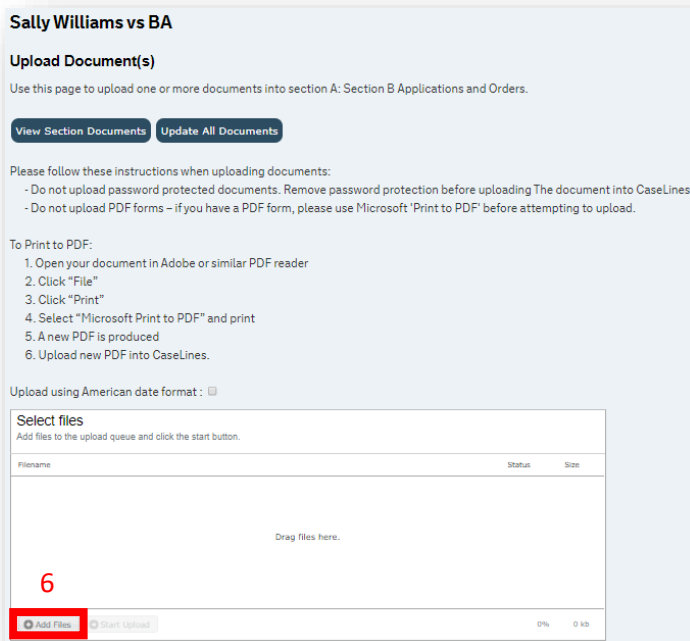 Sally Williams vs BA
Upload Document(s)
Use this page to upload one or more documents into section A: Section B Applications and Orders.
View Section Documents Update All Documents
Please follow these instructions when uploading documents:
- Do not upload password protected documents. Remove password protection before uploading The document into CaseLines
- Do not upload PDF forms – if you have a PDF form, please use Microsoft 'Print to PDF' before attempting to upload.
To Print to PDF:
1. Open your document in Adobe or similar PDF reader
2. Click “File”
3. Click “Print”
4. Select “Microsoft Print to PDF” and print
5. A new PDF is produced
6. Upload new PDF into CaseLines.
Upload using American date format :
Select files
Add files to the upload queue and click the start button.
Filename Status Size
Drag files here.
6
Add Files Start Upload 0% 0 kb